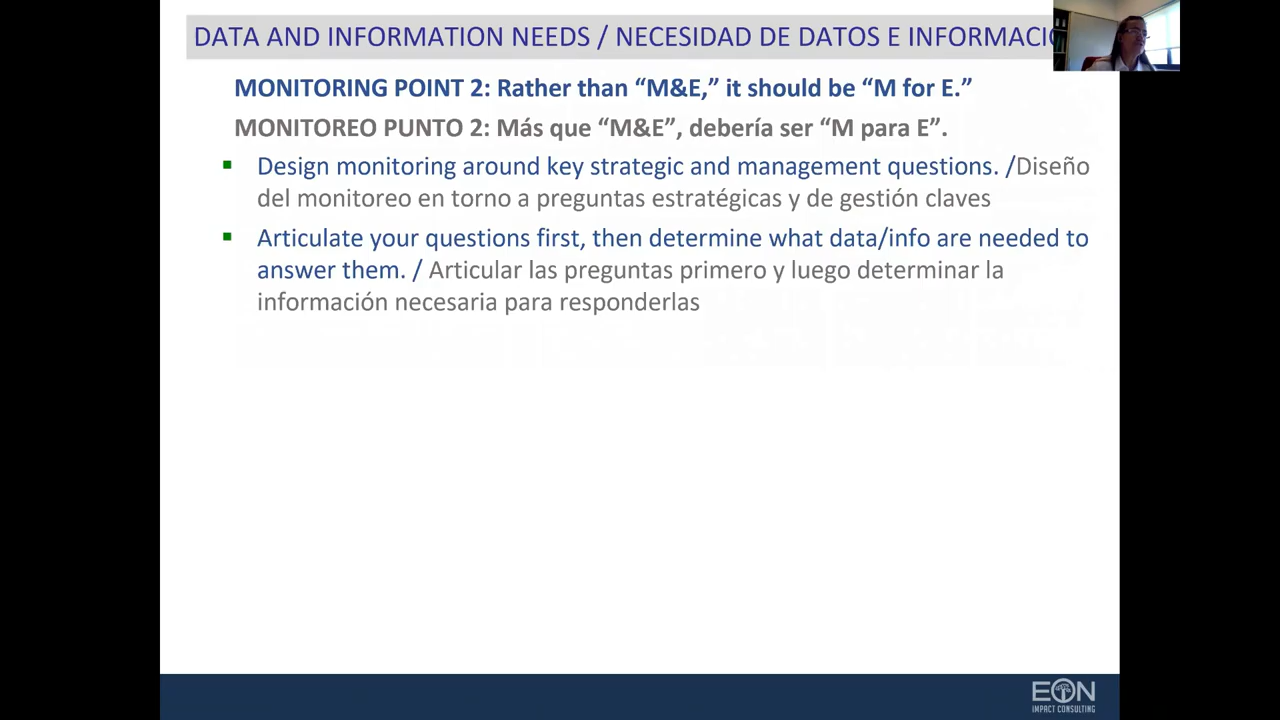 DATA AND INFORMATION NEEDS / NECESIDAD DE DATOS E INFORMACI
MONITORING POINT 2: Rather than “M&E,” it should be “M for E.”
MONITOREO PUNTO 2: Más que “M&E”, debería ser “M para E”.
Design monitoring around key strategic and management questions. /Diseño
del monitoreo en torno a preguntas estratégicas y de gestión claves
Articulate your questions first, then determine what data/info are needed to
answer them. / Articular las preguntas primero y luego determinar la
información necesaria para responderlas
EON
IMPACT CONSULTING